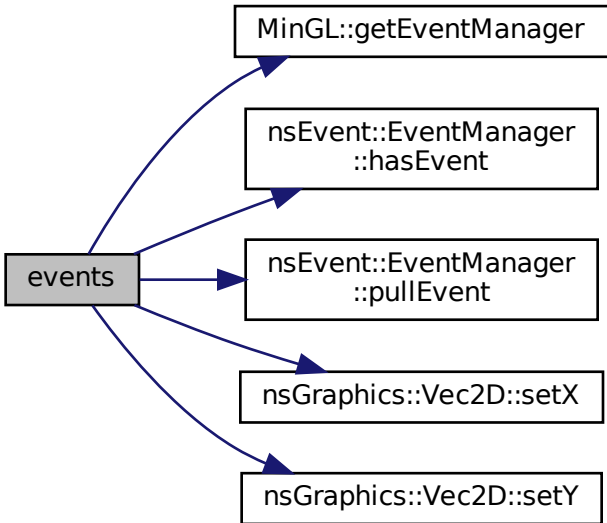 MinGL::getEventManager
nsEvent::EventManager
::hasEvent
events
nsEvent::EventManager
::pullEvent
nsGraphics::Vec2D::setX
nsGraphics::Vec2D::setY